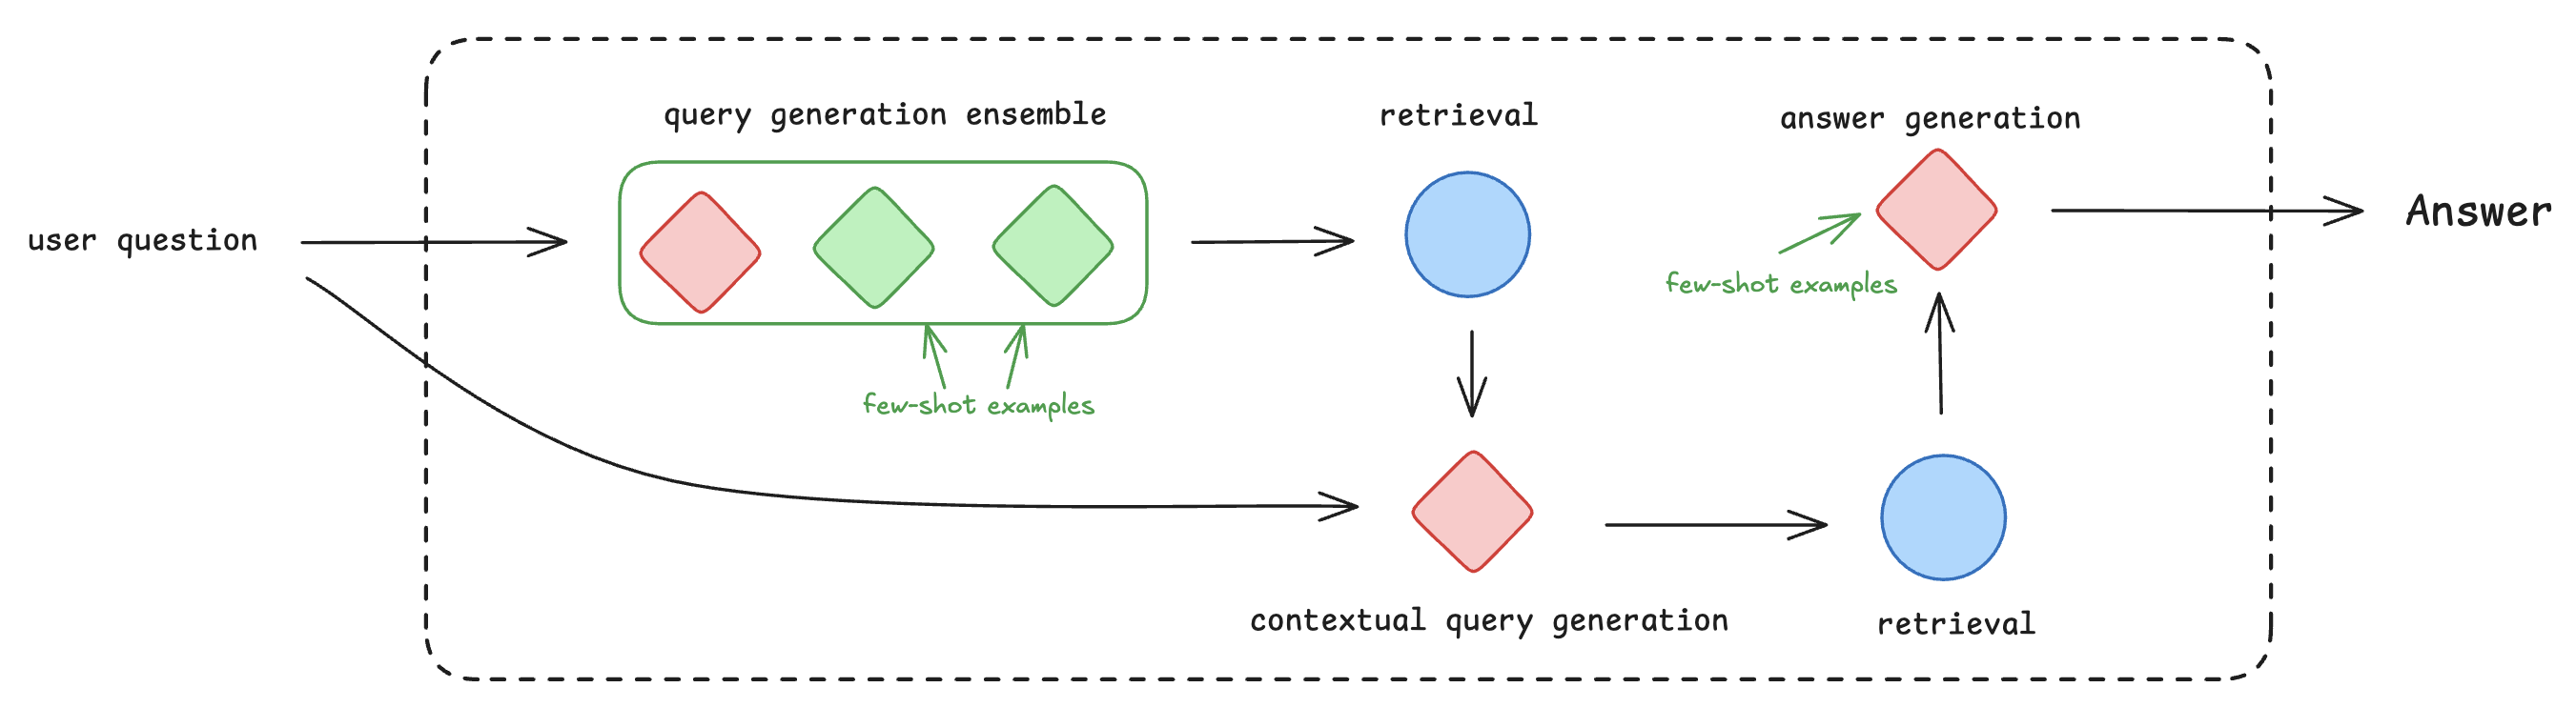 query generation ensemble
retrieval
answer generation
user question
Answer
few-shot examples
few-shot examples
contextual query generation
retrieval